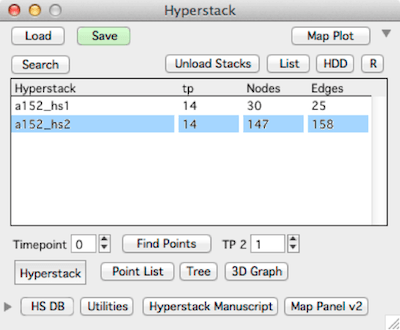 Hyperstack
Load Save Map Plot
Search Unload Stacks List HDD R
Hyperstack tp Nodes Edges
a152_hs1 14 30 25
a152_hs2 14 147 158
Timepoint 0 Find Points TP 2 1
Hyperstack Point List Tree 3D Graph
HS DB Utilities Hyperstack Manuscript Map Panel v2